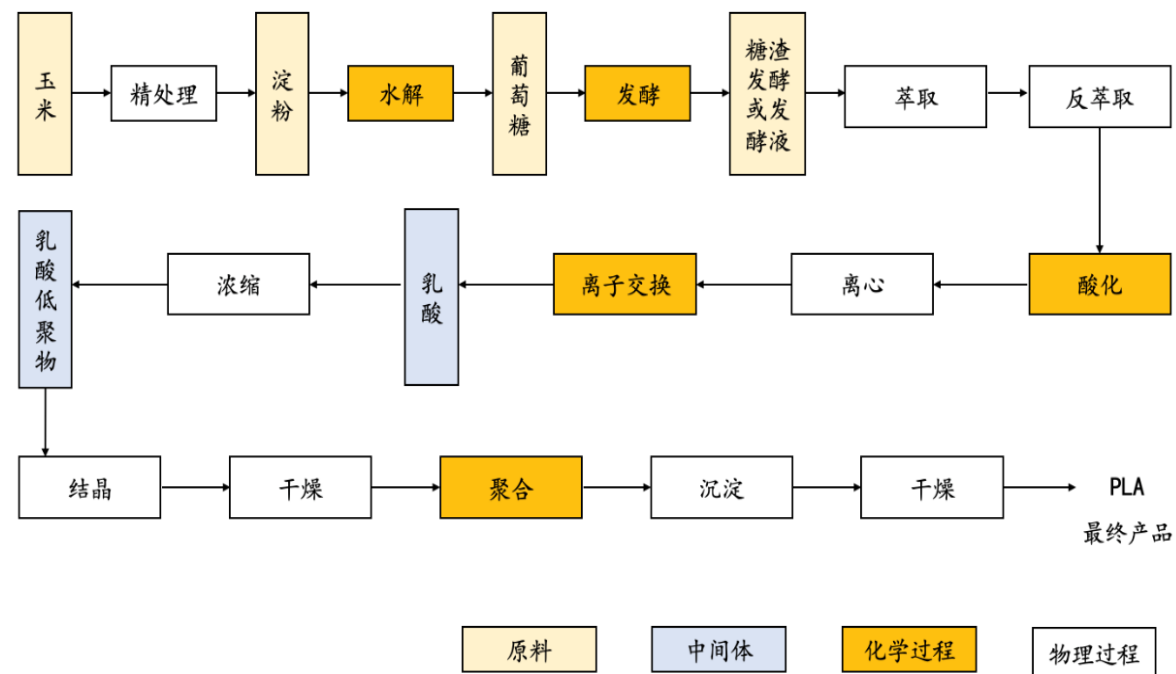 玉米
精处理
淀粉
水解
葡萄糖
发酵
糖渣
发酵
或发
酵液
萃取
反萃取
乳酸低聚物
浓缩
乳酸
离子交换
离心
酸化
结晶
干燥
聚合
沉淀
干燥
PLA
最终产品
原料
中间体
化学过程
物理过程